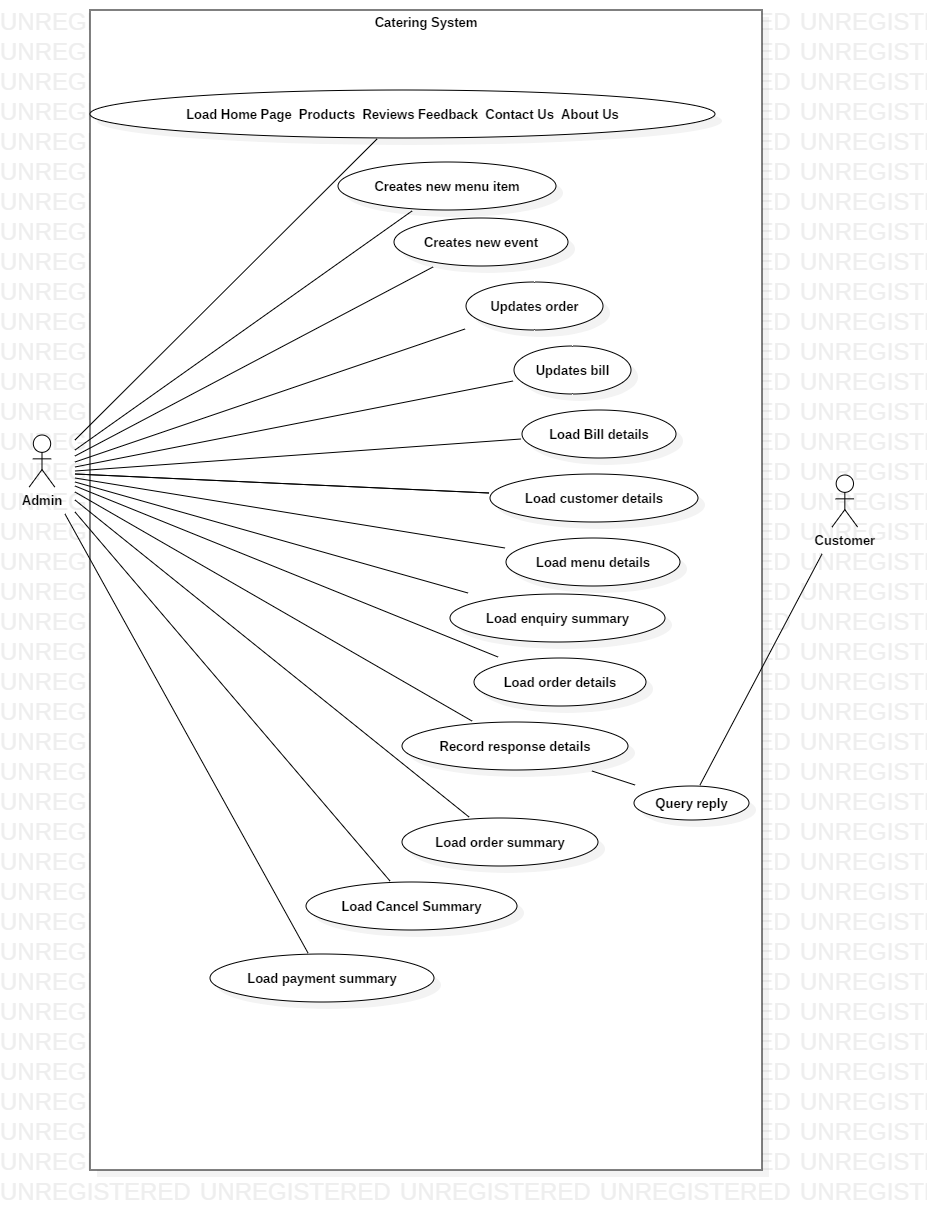 Catering System
Load Home Page  Products  Reviews Feedback  Contact Us  About Us
Creates new menu item
Creates new event
Updates order
Updates bill
Load Bill details
Admin
Load customer details
Customer
Load menu details
Load enquiry summary
Load order details
Record response details
Query reply
Load order summary
Load Cancel Summary
Load payment summary
UNREGISTERED UNREGISTERED UNREGISTERED UNREGISTERED UNREGISTE